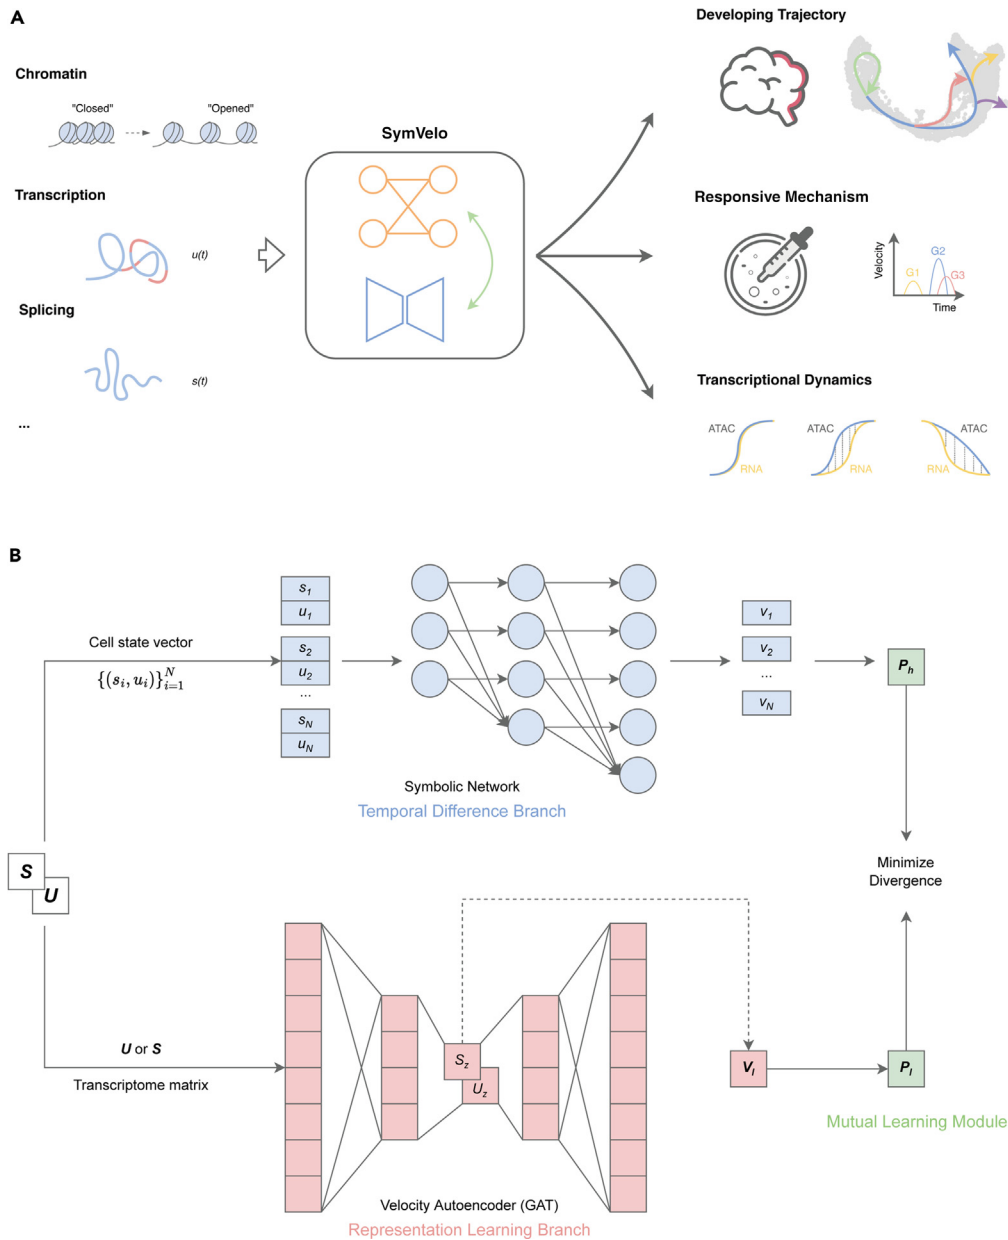 A
Chromatin
"Closed"
"Opened"
Transcription
u(t)
Splicing
s(t)
...
SymVelo
Developing Trajectory
Responsive Mechanism
Velocity
G1
G2
G3
Time
Transcriptional Dynamics
ATAC
RNA
ATAC
RNA
ATAC
RNA
B
Cell state vector
{(s_i, u_i)}_{i=1}^N
s_1
u_1
s_2
u_2
...
s_N
u_N
Symbolic Network
Temporal Difference Branch
v_1
v_2
...
v_N
P_h
Minimize
Divergence
S
U
U or S
Transcriptome matrix
S_z
U_z
V_l
P_l
Mutual Learning Module
Velocity Autoencoder (GAT)
Representation Learning Branch